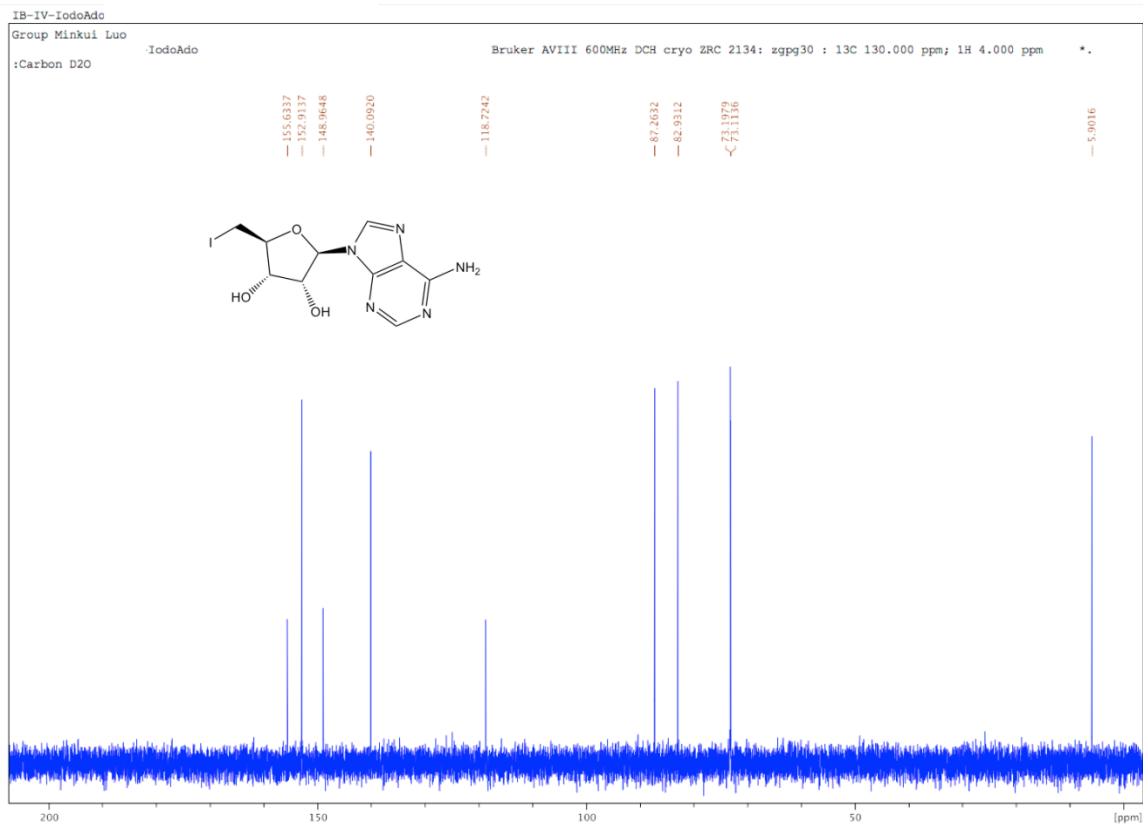 IB-IV-IodoAdo
Group Minkui Luo
-IodoAdo Bruker AVIII 600MHz DCH cryo ZRC 2134: zgpg30 : 13C 130.000 ppm; 1H 4.000 ppm *.
:Carbon D2O
155.6337
152.9137
148.9648
140.0920
118.7242
87.2632
82.9312
73.1979
73.1136
5.9016
I
O
N
N
NH₂
HO
OH
N
N
200 150 100 50 [ppm]